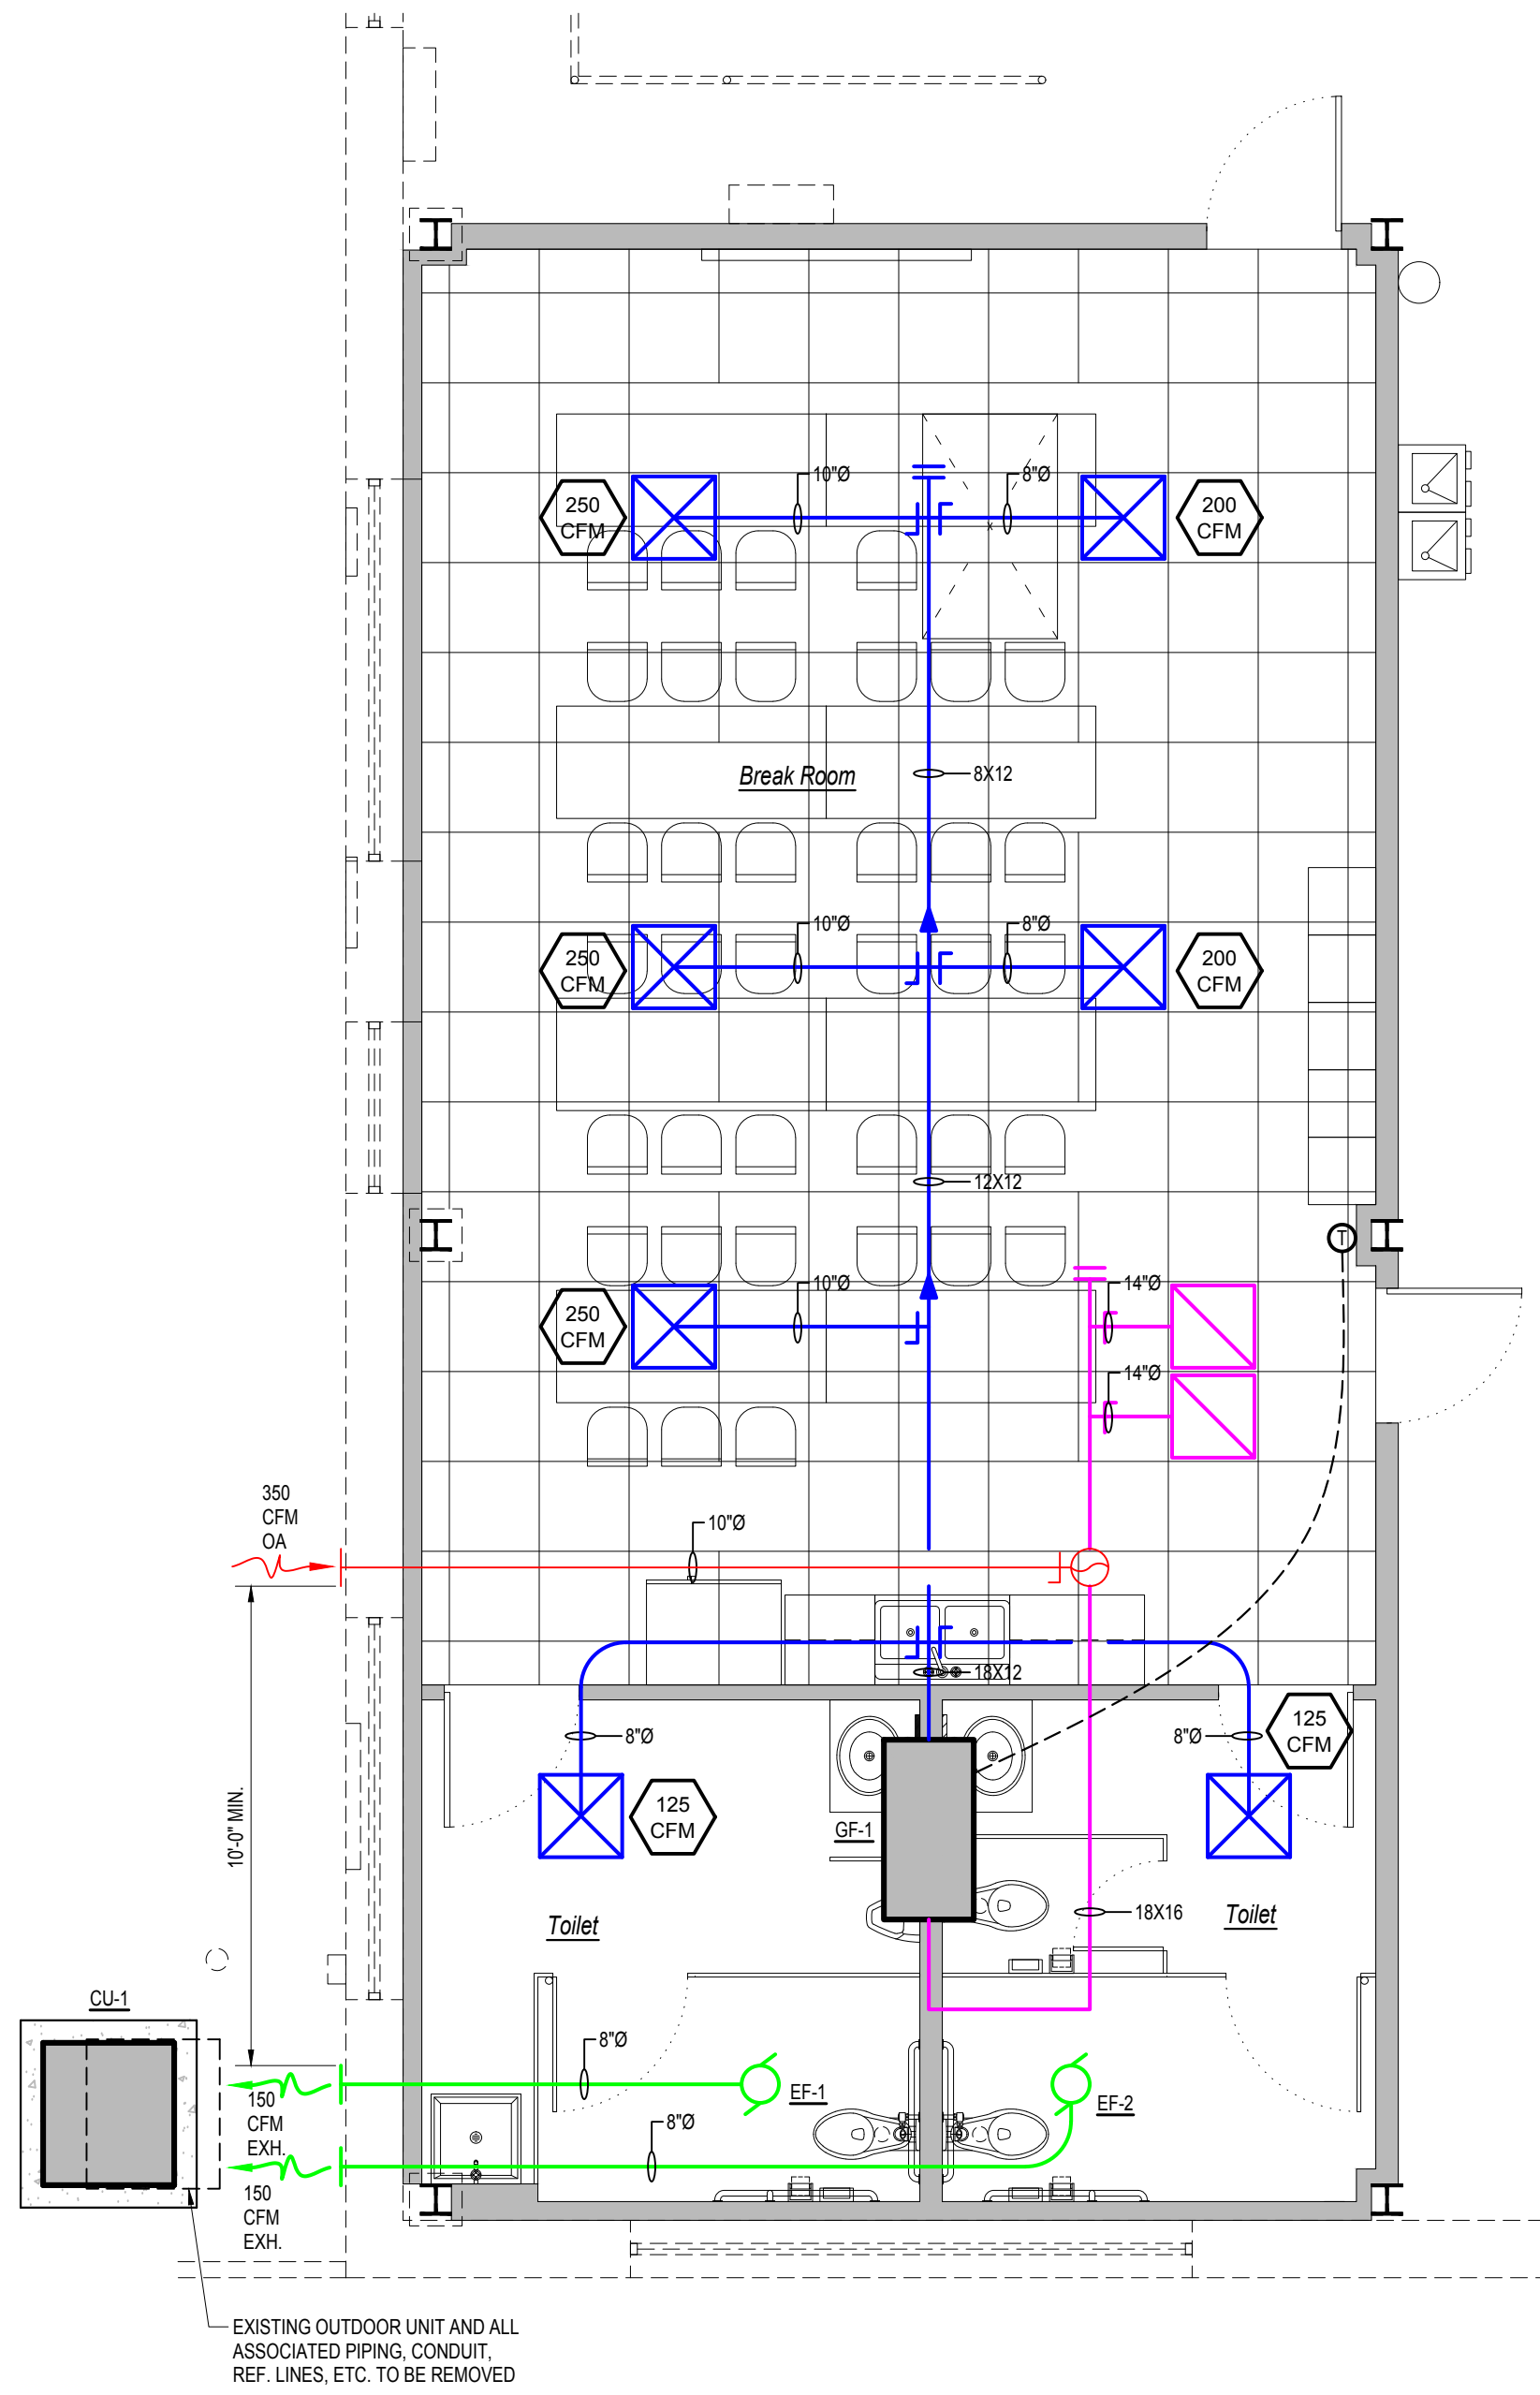 10"Ø
8"Ø
250
CFM
200
CFM
Break Room
8X12
10"Ø
8"Ø
250
CFM
200
CFM
12X12
T
10"Ø
14"Ø
250
CFM
14"Ø
350
CFM
OA
10"Ø
18X12
8"Ø
8"Ø
125
CFM
125
CFM
GF-1
10'-0" MIN.
Toilet
18X16
Toilet
CU-1
8"Ø
EF-1
EF-2
150
CFM
EXH.
8"Ø
150
CFM
EXH.
EXISTING OUTDOOR UNIT AND ALL
ASSOCIATED PIPING, CONDUIT,
REF. LINES, ETC. TO BE REMOVED